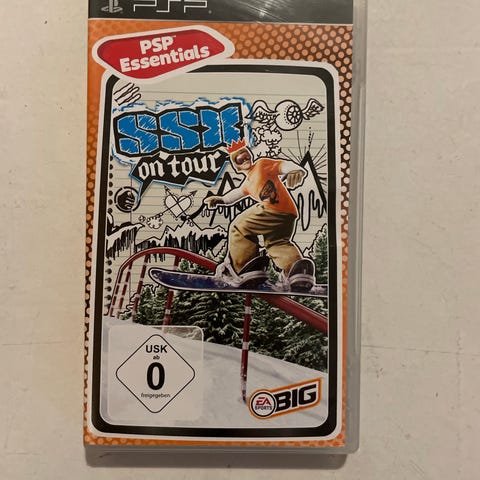 PSP
PSP
Essentials
SSX
on tour
USK
ab
0
freigegeben
EA
SPORTS
BIG